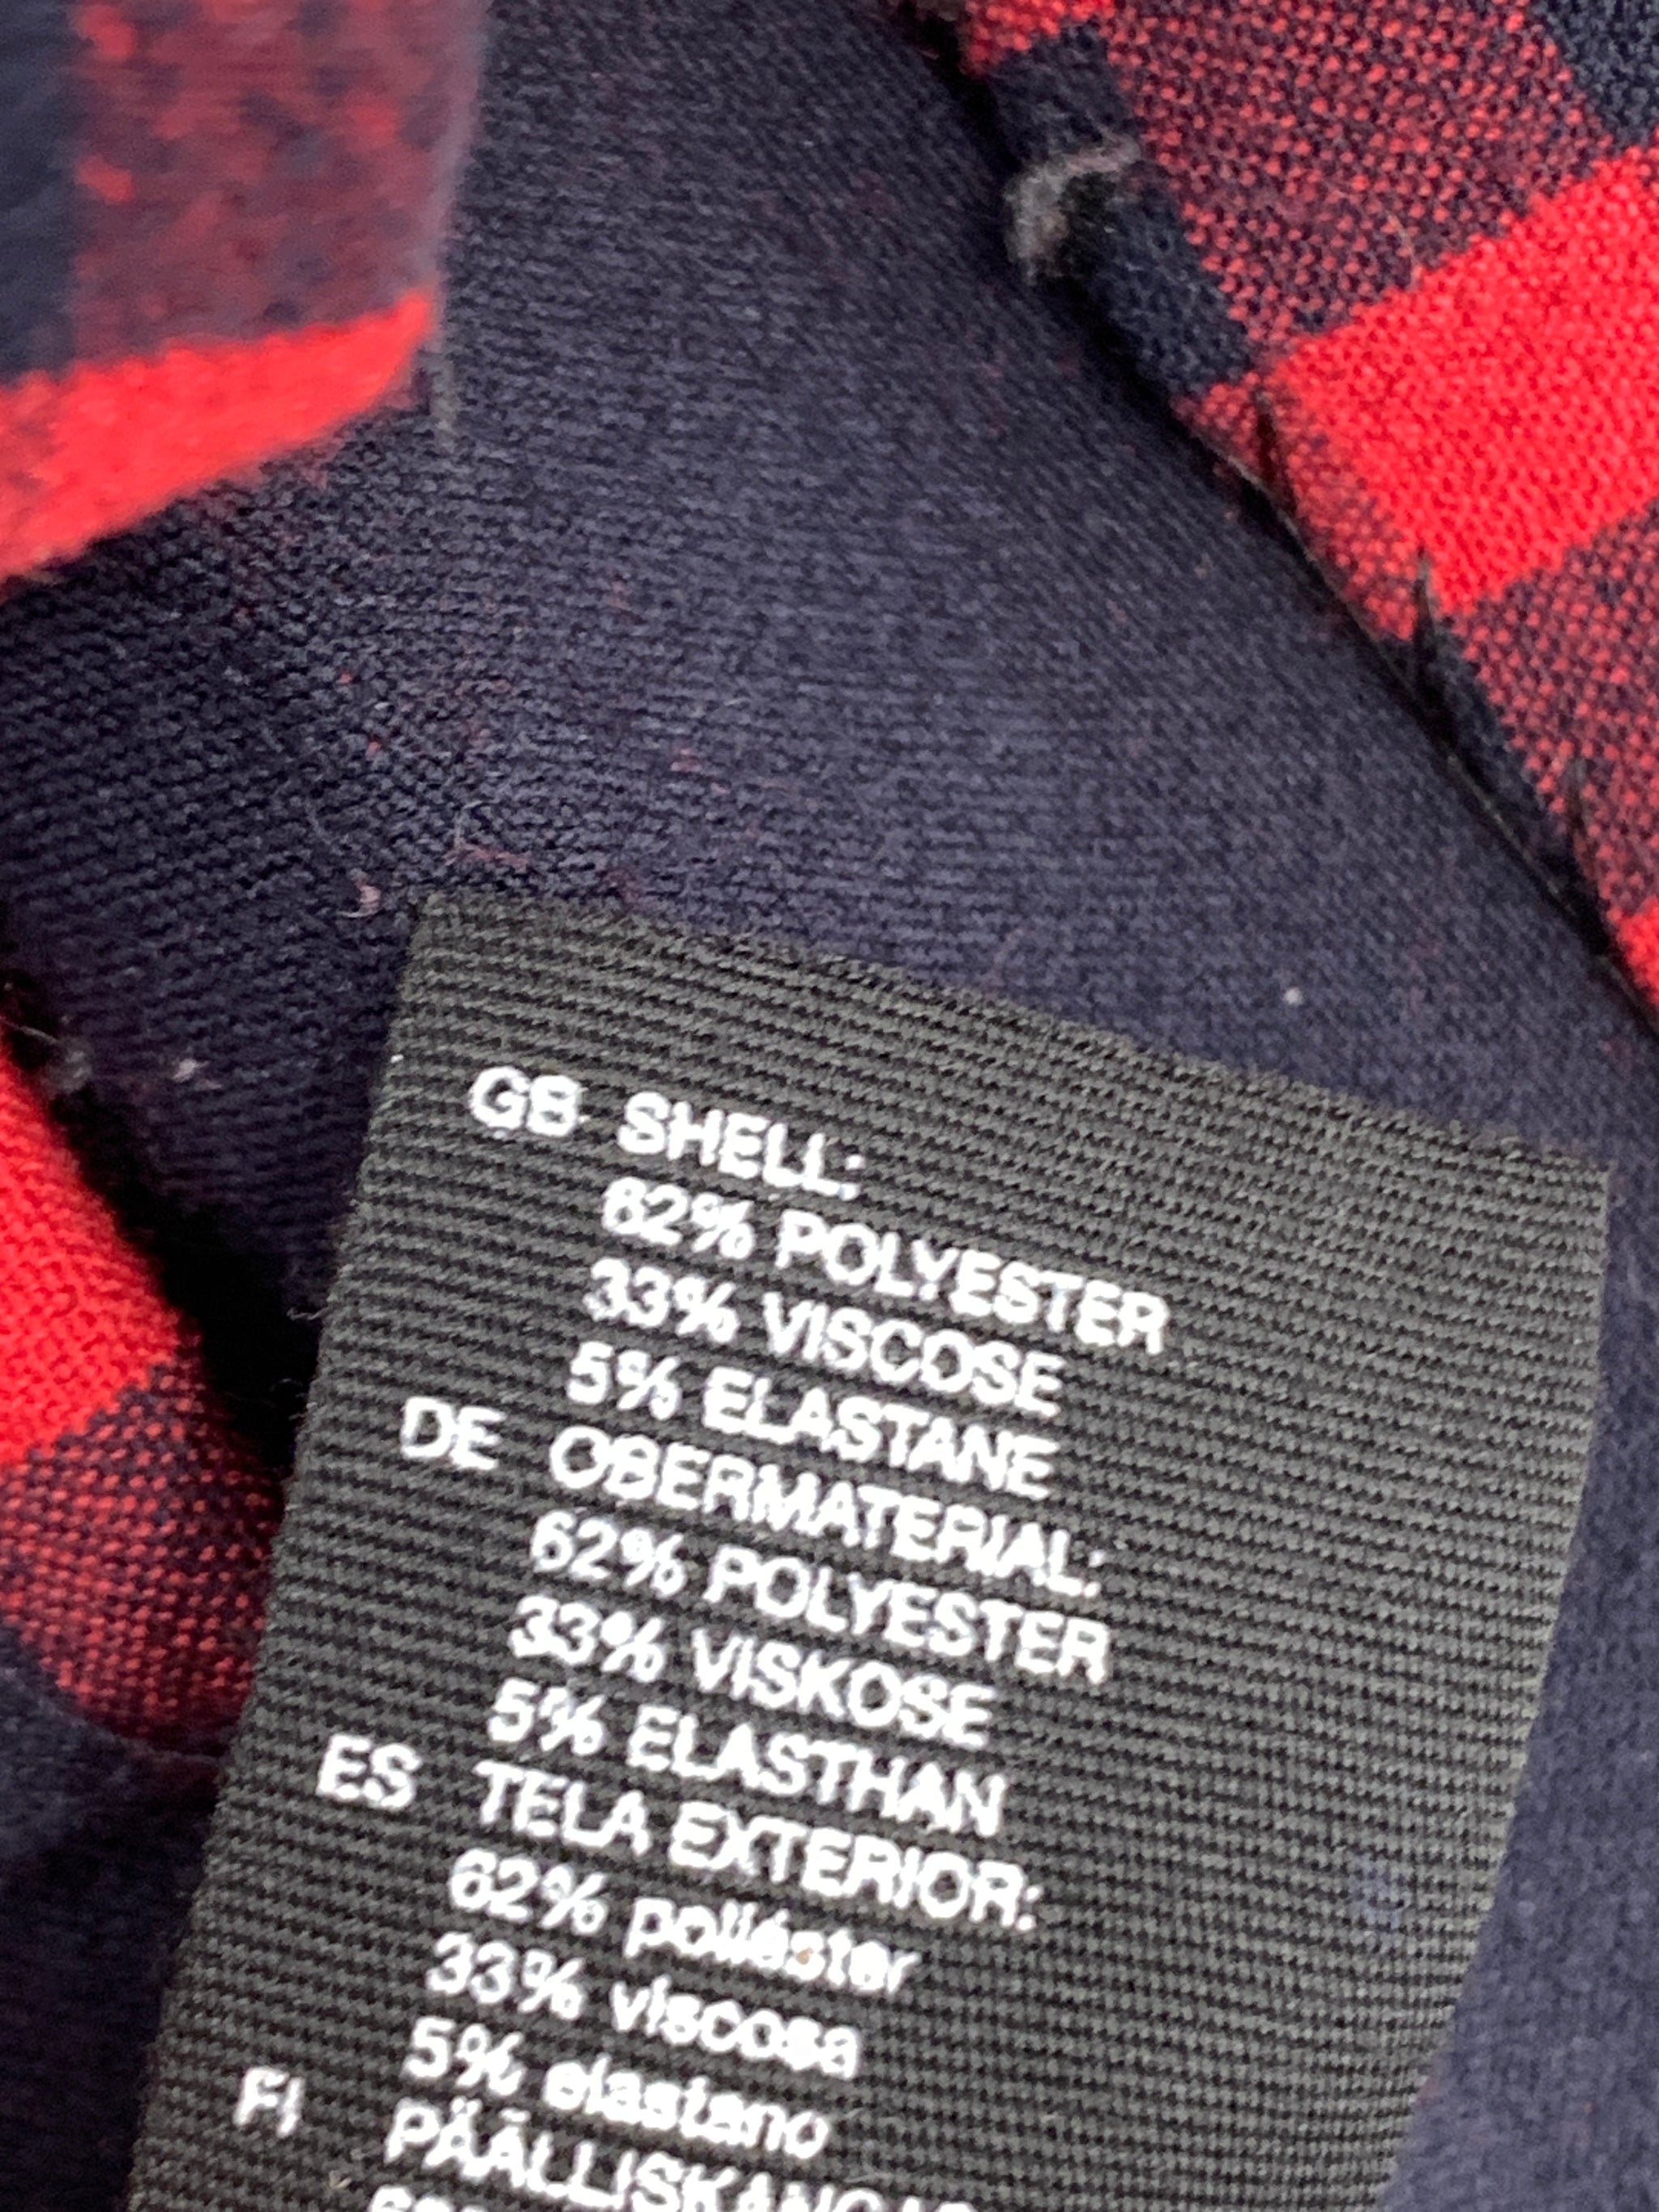 GB SHELL:
62% POLYESTER
33% VISCOSE
5% ELASTANE
DE OBERMATERIAL:
62% POLYESTER
33% VISKOSE
5% ELASTHAN
ES TELA EXTERIOR:
62% poliéster
33% viscosa
5% elastano
FI